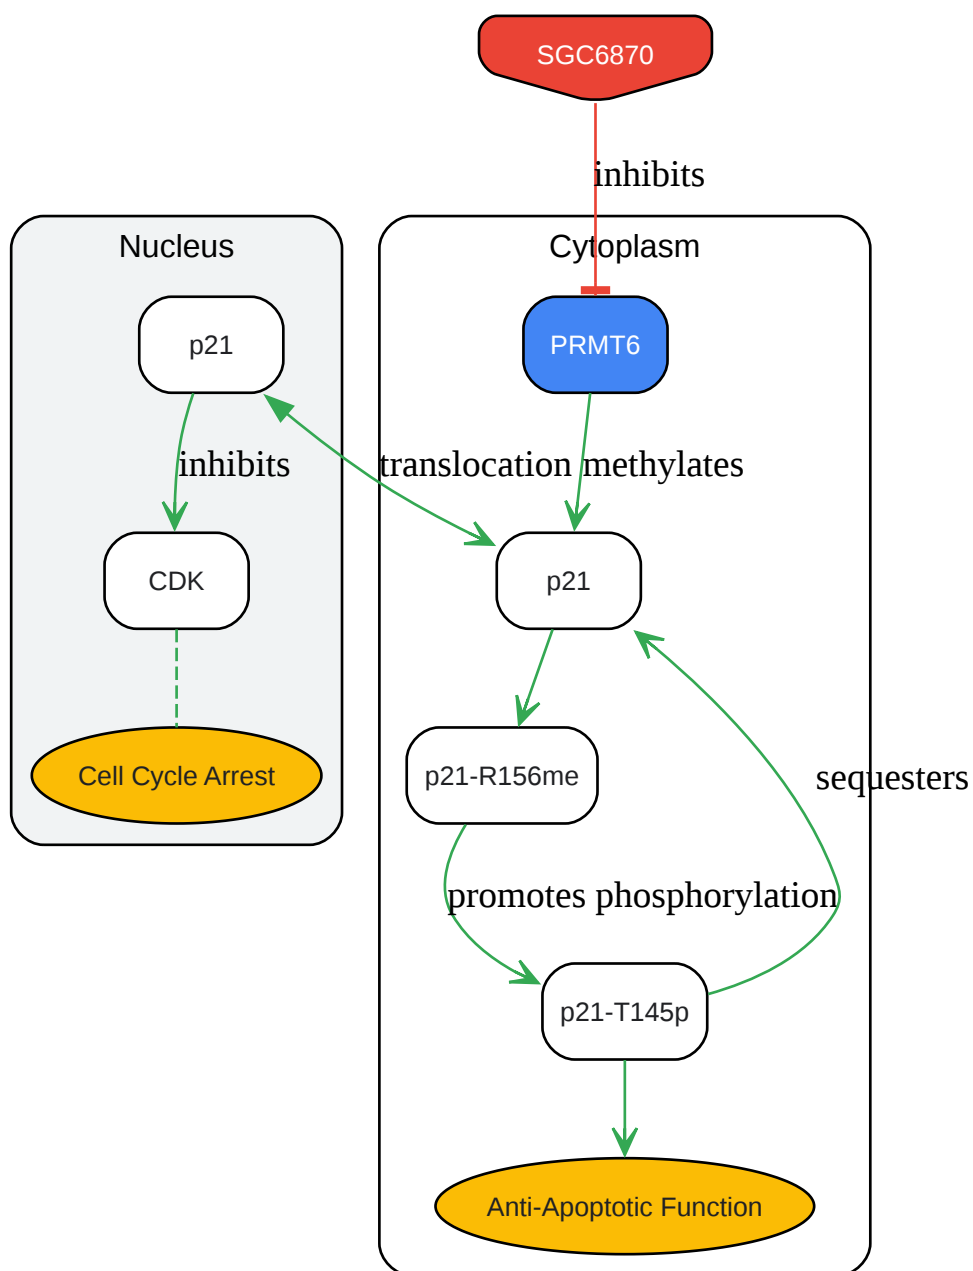 SGC6870
inhibits
Nucleus
Cytoplasm
p21
PRMT6
inhibits
translocation
methylates
CDK
p21
Cell Cycle Arrest
p21-R156me
sequesters
promotes phosphorylation
p21-T145p
Anti-Apoptotic Function